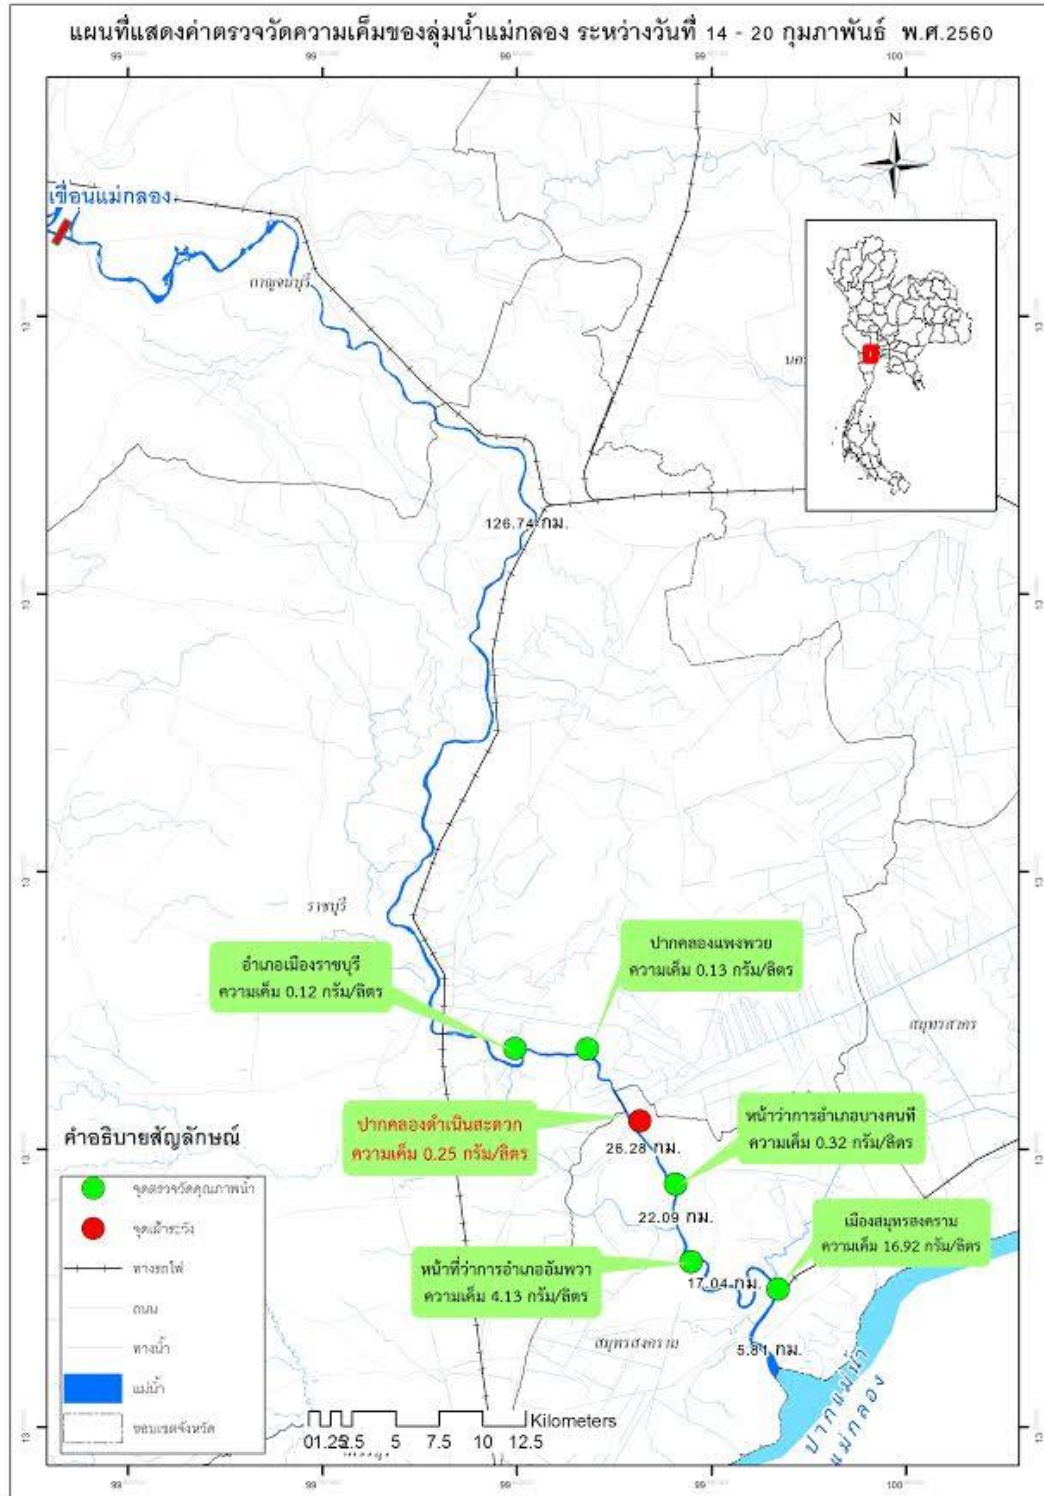 แผนที่แสดงค่าตรวจวัดความเค็มของลุ่มน้ำแม่กลอง ระหว่างวันที่ 14 - 20 กุมภาพันธ์ พ.ศ.2560
99
99
99
99
100
N
เขื่อนแม่กลอง
กาญจนบุรี
13
13
126.74 กม.
13
13
13
13
ราชบุรี
อำเภอเมืองราชบุรี
ความเค็ม 0.12 กรัม/ลิตร
ปากคลองแพงพวย
ความเค็ม 0.13 กรัม/ลิตร
สมุทรสาคร
ปากคลองดำเนินสะดวก
ความเค็ม 0.25 กรัม/ลิตร
26.28 กม.
หน้าว่าการอำเภอบางคนที
ความเค็ม 0.32 กรัม/ลิตร
22.09 กม.
เมืองสมุทรสงคราม
ความเค็ม 16.92 กรัม/ลิตร
หน้าที่ว่าการอำเภออัมพวา
ความเค็ม 4.13 กรัม/ลิตร
17.04 กม.
สมุทรสงคราม
5.81 กม.
ปากแม่น้ำ
แม่กลอง
คำอธิบายสัญลักษณ์
จุดตรวจวัดคุณภาพน้ำ
จุดเฝ้าระวัง
ทางรถไฟ
ถนน
ทางน้ำ
แม่น้ำ
ขอบเขตจังหวัด
Kilometers
0 1.25 2.5 5 7.5 10 12.5
13
13
99
99
99
99
100